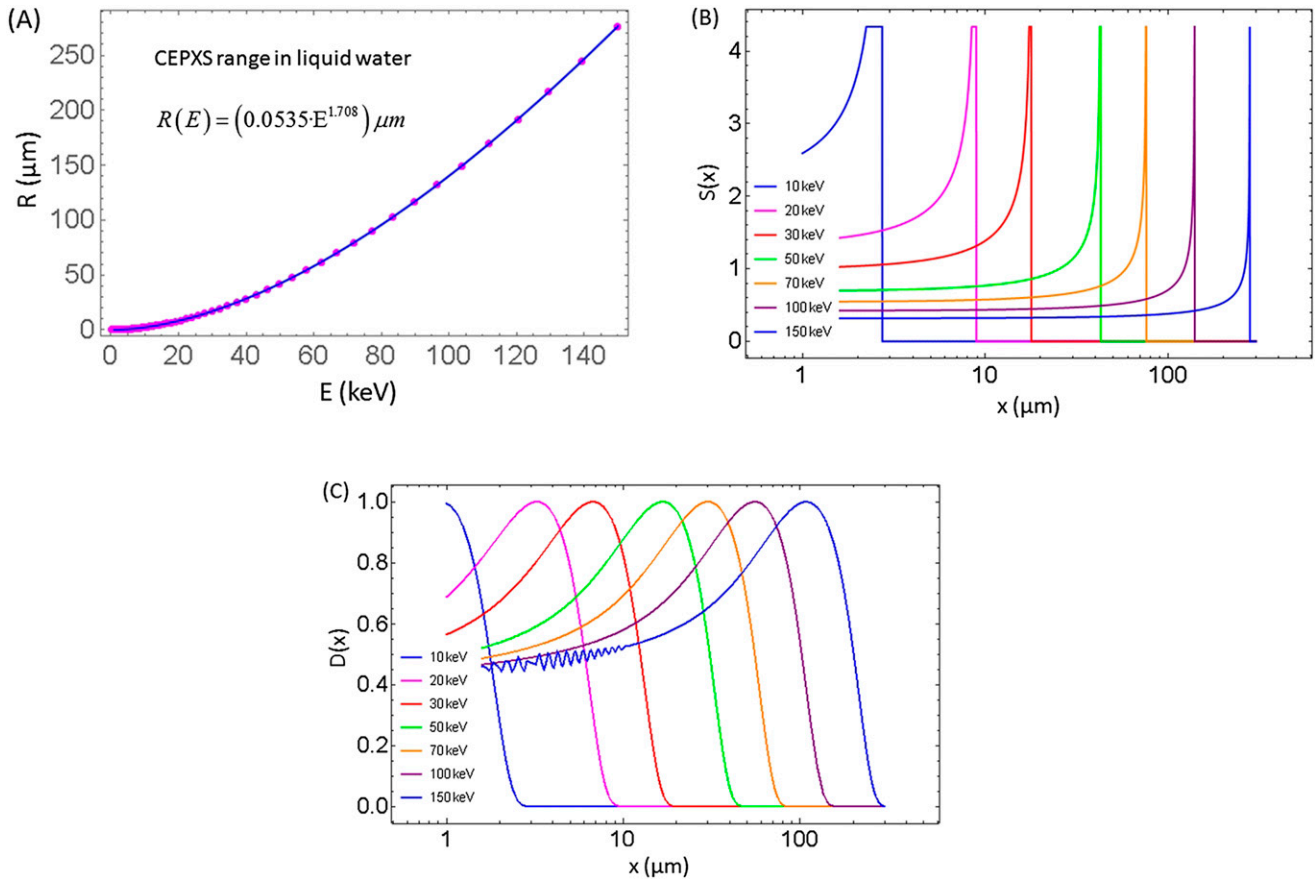 (A)
CEPXS range in liquid water
R(E) = (0.0535·E^1.708) μm
R (μm)
250
200
150
100
50
0
0 20 40 60 80 100 120 140
E (keV)
(B)
S(x)
4
3
2
1
0
10 keV
20 keV
30 keV
50 keV
70 keV
100 keV
150 keV
1 10 100
x (μm)
(C)
D(x)
1.0
0.8
0.6
0.4
0.2
0.0
10 keV
20 keV
30 keV
50 keV
70 keV
100 keV
150 keV
1 10 100
x (μm)